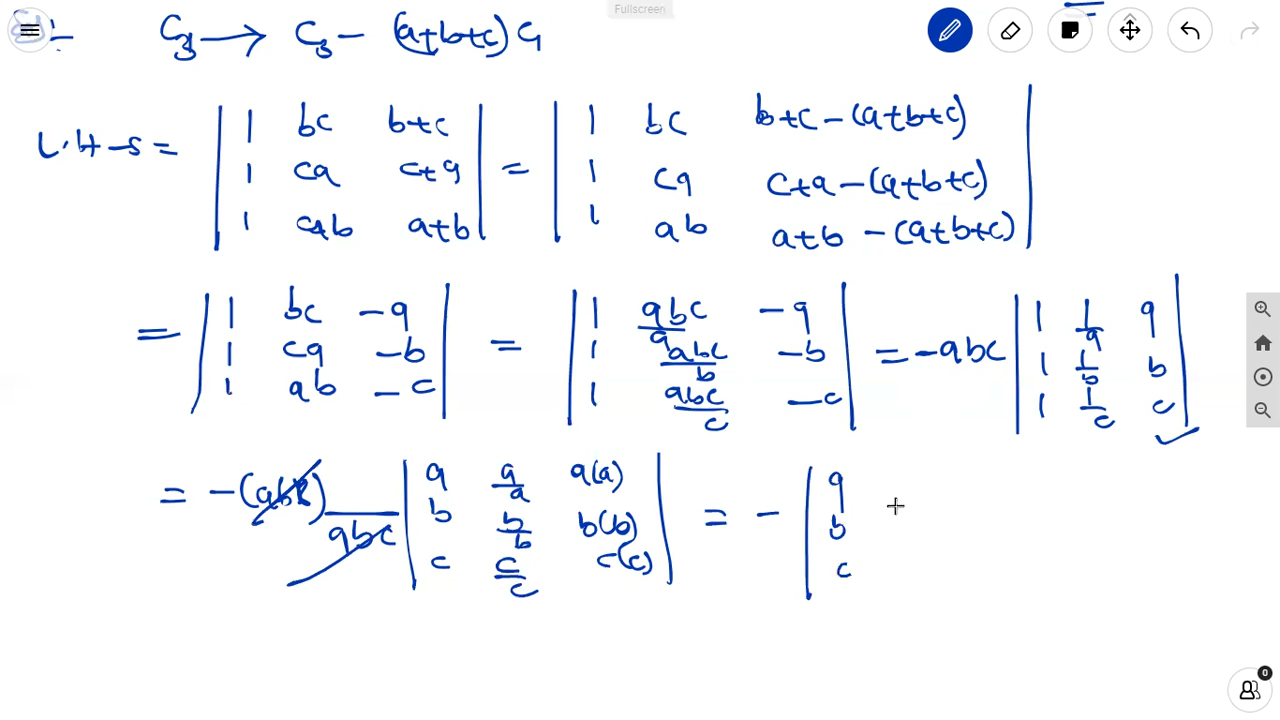 Fullscreen
C3 → C3 - (a+b+c) C1
L.H-S = | 1 bc b+c | = | 1 bc b+c-(a+b+c) |
| 1 ca c+a | | 1 ca c+a-(a+b+c) |
| 1 ab a+b | | 1 ab a+b-(a+b+c) |
= | 1 bc -a | = | 1 abc/a -a | = -abc | 1 1/a a |
| 1 ca -b | | 1 abc/b -b | | 1 1/b b |
| 1 ab -c | | 1 abc/c -c | | 1 1/c c |
= -(abc)/abc | a a/a a(a) | = - | a
| b b/b b(b) | | b
| c c/c c(c) | | c
0